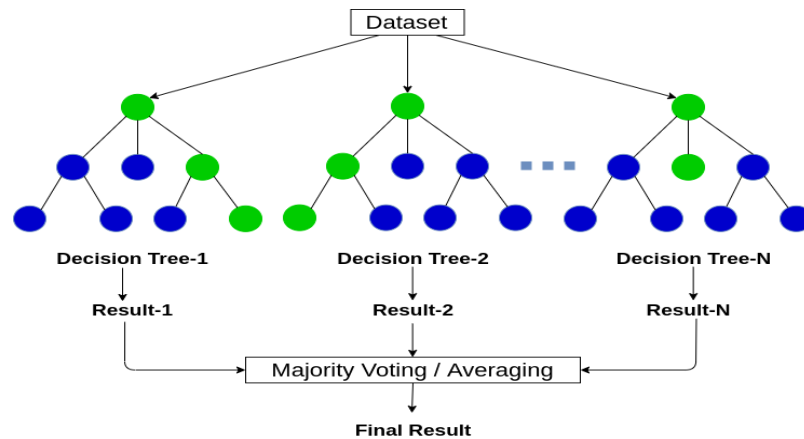 Dataset
Decision Tree-1
Decision Tree-2
Decision Tree-N
Result-1
Result-2
Result-N
Majority Voting / Averaging
Final Result